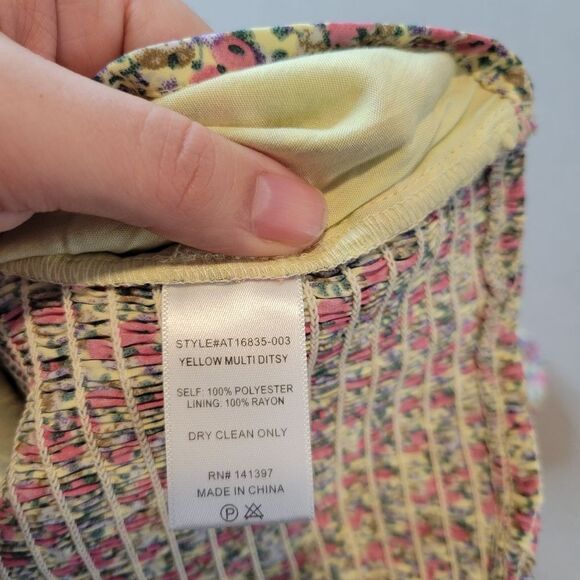 STYLE#AT16835-003
YELLOW MULTI DITSY
SELF: 100% POLYESTER
LINING: 100% RAYON
DRY CLEAN ONLY
RN# 141397
MADE IN CHINA
P